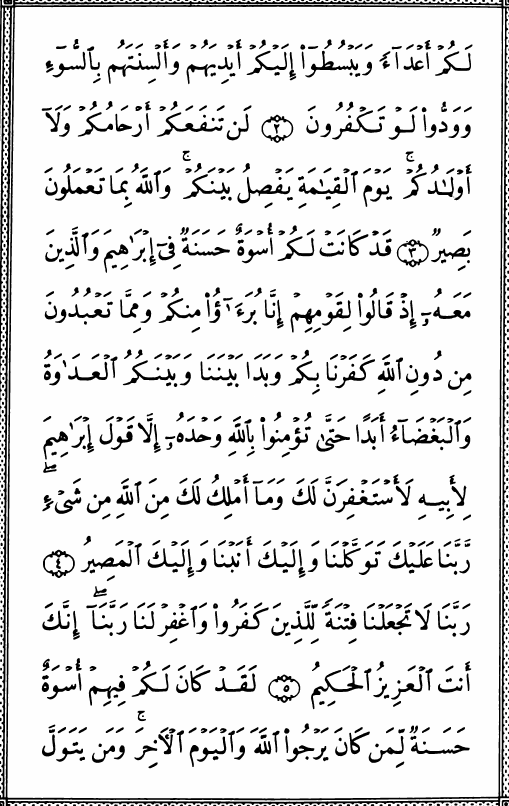 لَكُمْ أَعْدَآءً وَيَبْسُطُوٓا۟ إِلَيْكُمْ أَيْدِيَهُمْ وَأَلْسِنَتَهُم بِٱلسُّوٓءِ
وَوَدُّوا۟ لَوْ تَكْفُرُونَ ٢ لَن تَنفَعَكُمْ أَرْحَامُكُمْ وَلَآ
أَوْلَـٰدُكُمْ ۚ يَوْمَ ٱلْقِيَـٰمَةِ يَفْصِلُ بَيْنَكُمْ ۚ وَٱللَّهُ بِمَا تَعْمَلُونَ
بَصِيرٌ ٣ قَدْ كَانَتْ لَكُمْ أُسْوَةٌ حَسَنَةٌ فِىٓ إِبْرَٰهِيمَ وَٱلَّذِينَ
مَعَهُۥٓ إِذْ قَالُوا۟ لِقَوْمِهِمْ إِنَّا بُرَءَٰٓؤُا۟ مِنكُمْ وَمِمَّا تَعْبُدُونَ
مِن دُونِ ٱللَّهِ كَفَرْنَا بِكُمْ وَبَدَا بَيْنَنَا وَبَيْنَكُمُ ٱلْعَدَٰوَةُ
وَٱلْبَغْضَآءُ أَبَدًا حَتَّىٰ تُؤْمِنُوا۟ بِٱللَّهِ وَحْدَهُۥٓ إِلَّا قَوْلَ إِبْرَٰهِيمَ
لِأَبِيهِ لَأَسْتَغْفِرَنَّ لَكَ وَمَآ أَمْلِكُ لَكَ مِنَ ٱللَّهِ مِن شَىْءٍ ۖ
رَّبَّنَا عَلَيْكَ تَوَكَّلْنَا وَإِلَيْكَ أَنَبْنَا وَإِلَيْكَ ٱلْمَصِيرُ ٤
رَبَّنَا لَا تَجْعَلْنَا فِتْنَةً لِّلَّذِينَ كَفَرُوا۟ وَٱغْفِرْ لَنَا رَبَّنَآ ۖ إِنَّكَ
أَنتَ ٱلْعَزِيزُ ٱلْحَكِيمُ ٥ لَقَدْ كَانَ لَكُمْ فِيهِمْ أُسْوَةٌ
حَسَنَةٌ لِّمَن كَانَ يَرْجُوا۟ ٱللَّهَ وَٱلْيَوْمَ ٱلْـَٔاخِرَ ۚ وَمَن يَتَوَلَّ